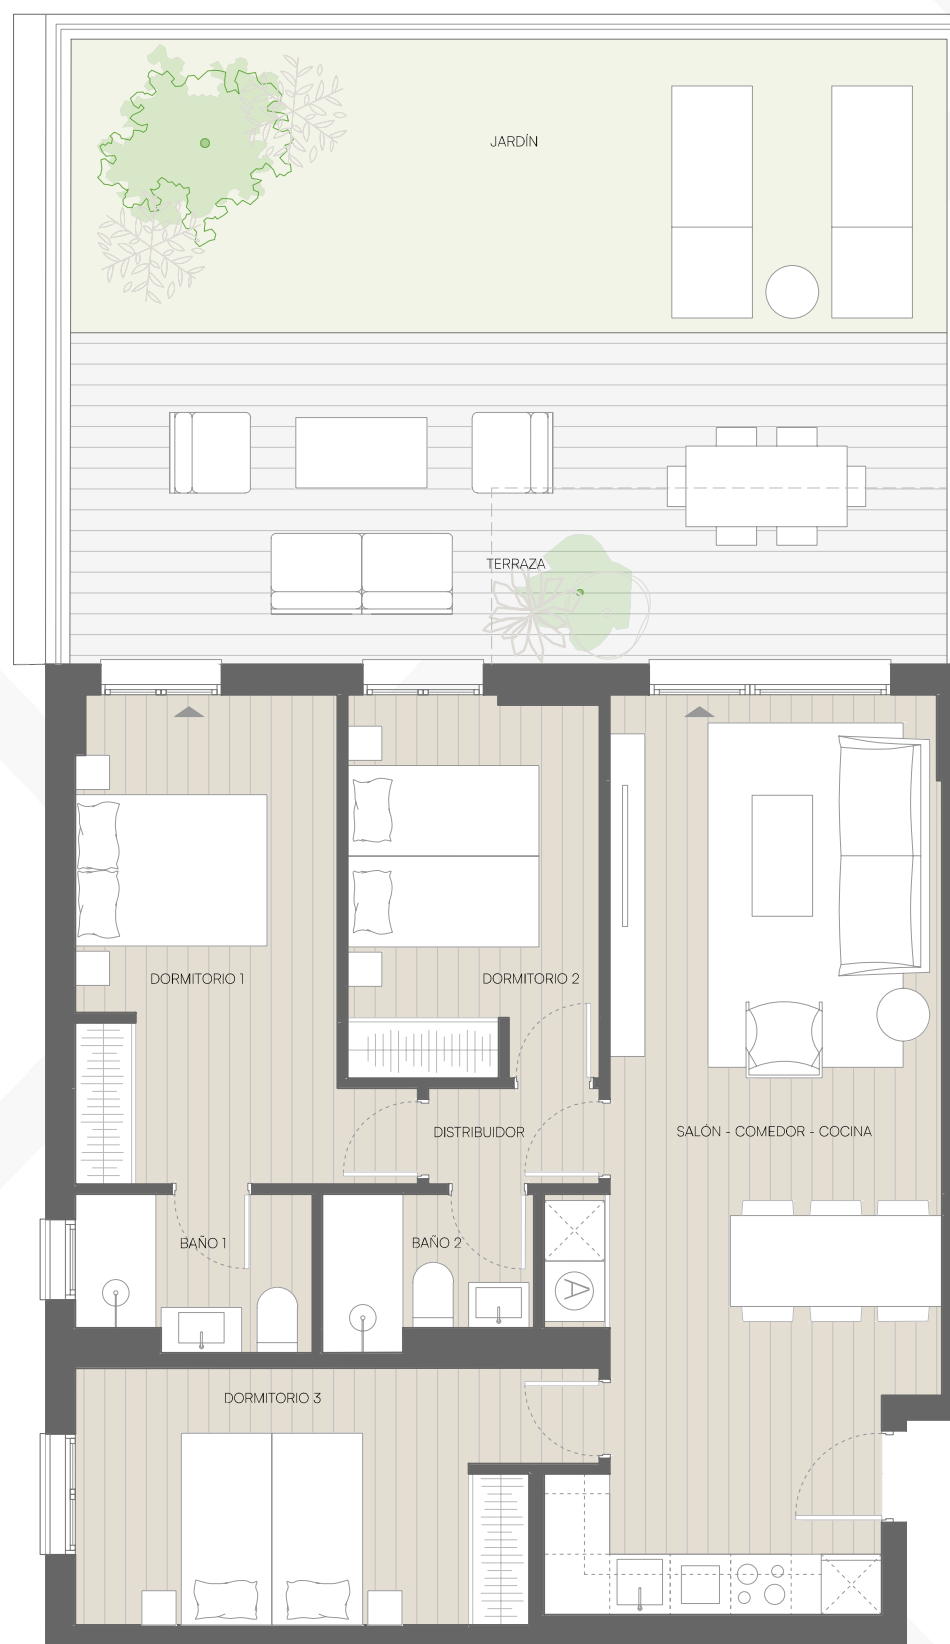 JARDÍN
TERRAZA
DORMITORIO 1
DORMITORIO 2
DISTRIBUIDOR
SALÓN - COMEDOR - COCINA
BAÑO 1
BAÑO 2
A
DORMITORIO 3